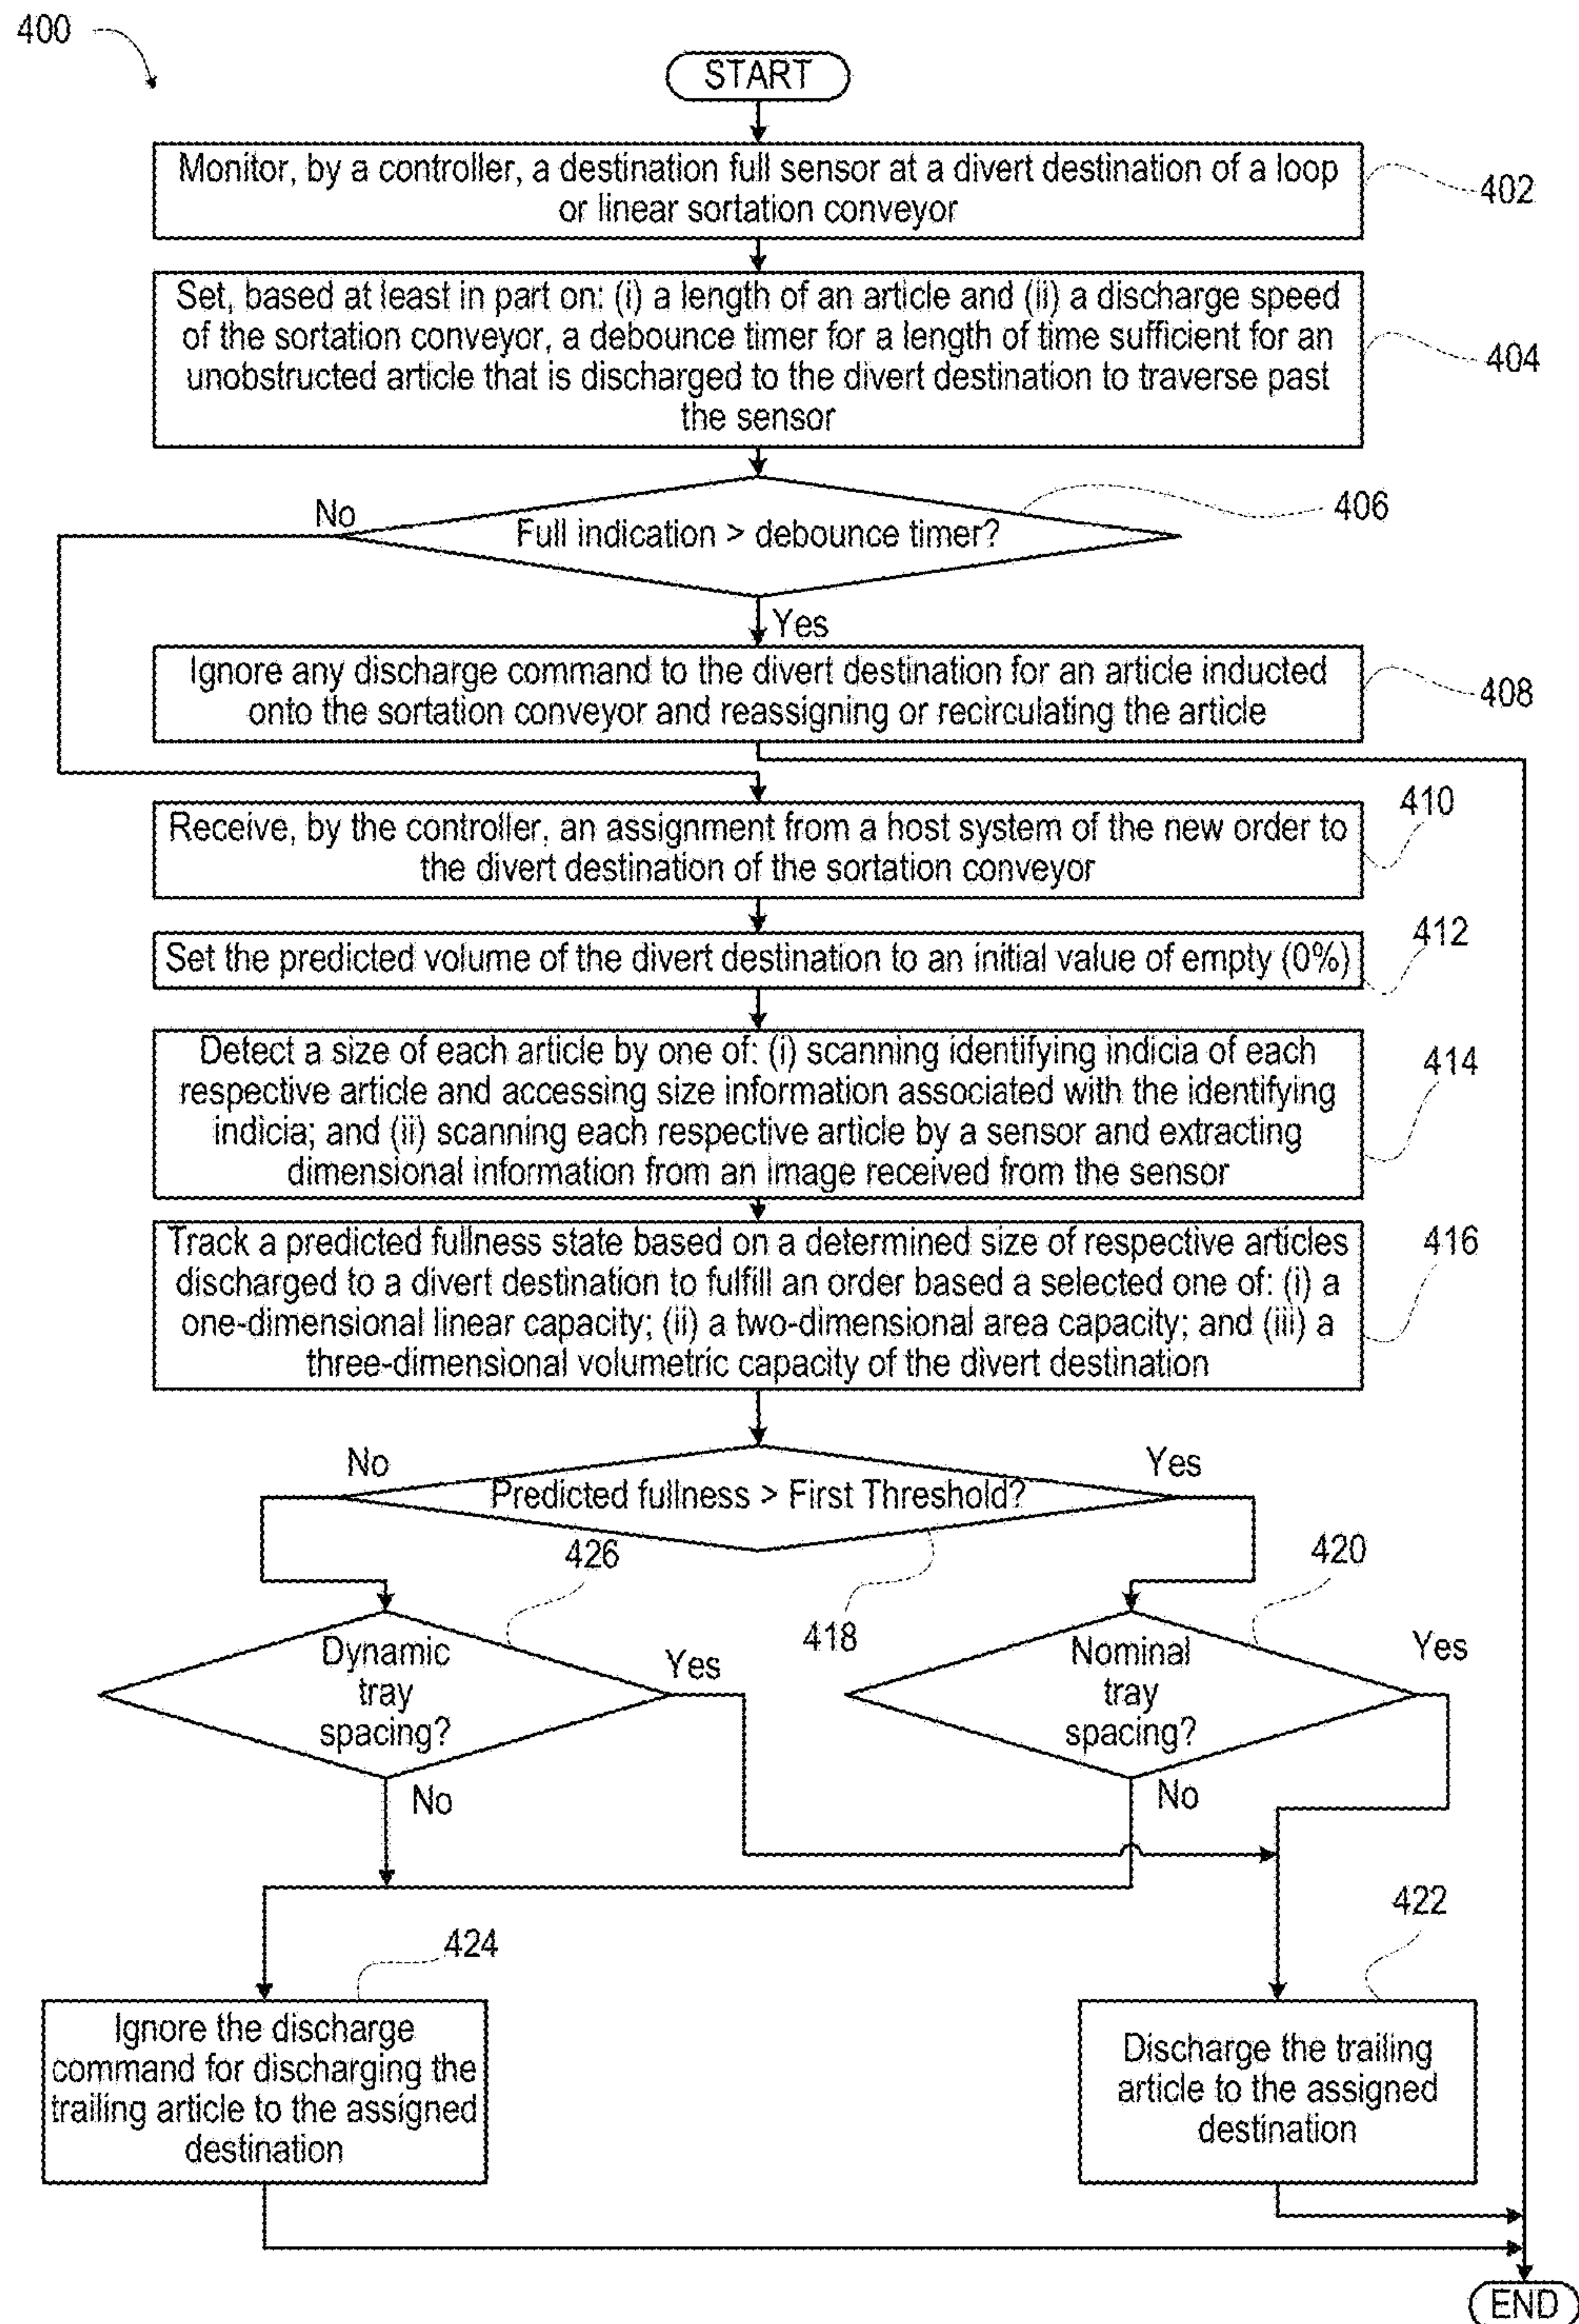 400
START
Monitor, by a controller, a destination full sensor at a divert destination of a loop
or linear sortation conveyor
402
Set, based at least in part on: (i) a length of an article and (ii) a discharge speed
of the sortation conveyor, a debounce timer for a length of time sufficient for an
unobstructed article that is discharged to the divert destination to traverse past
the sensor
404
No
Full indication > debounce timer?
406
Yes
Ignore any discharge command to the divert destination for an article inducted
onto the sortation conveyor and reassigning or recirculating the article
408
Receive, by the controller, an assignment from a host system of the new order to
the divert destination of the sortation conveyor
410
Set the predicted volume of the divert destination to an initial value of empty (0%)
412
Detect a size of each article by one of: (i) scanning identifying indicia of each
respective article and accessing size information associated with the identifying
indicia; and (ii) scanning each respective article by a sensor and extracting
dimensional information from an image received from the sensor
414
Track a predicted fullness state based on a determined size of respective articles
discharged to a divert destination to fulfill an order based a selected one of: (i) a
one-dimensional linear capacity; (ii) a two-dimensional area capacity; and (iii) a
three-dimensional volumetric capacity of the divert destination
416
No
Yes
Predicted fullness > First Threshold?
418
426
420
Dynamic
tray
spacing?
Yes
No
Nominal
tray
spacing?
Yes
No
424
422
Ignore the discharge
command for discharging the
trailing article to the assigned
destination
Discharge the trailing
article to the assigned
destination
END